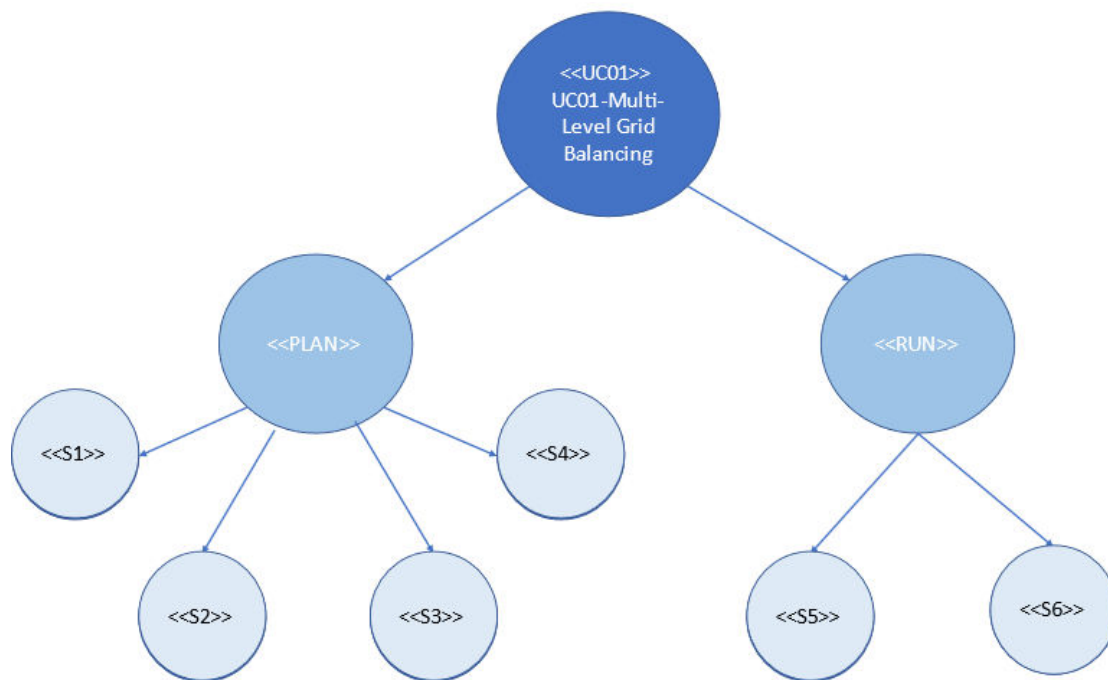 <<UC01>>
UC01-Multi-
Level Grid
Balancing
<<PLAN>>
<<RUN>>
<<S1>>
<<S4>>
<<S2>>
<<S3>>
<<S5>>
<<S6>>